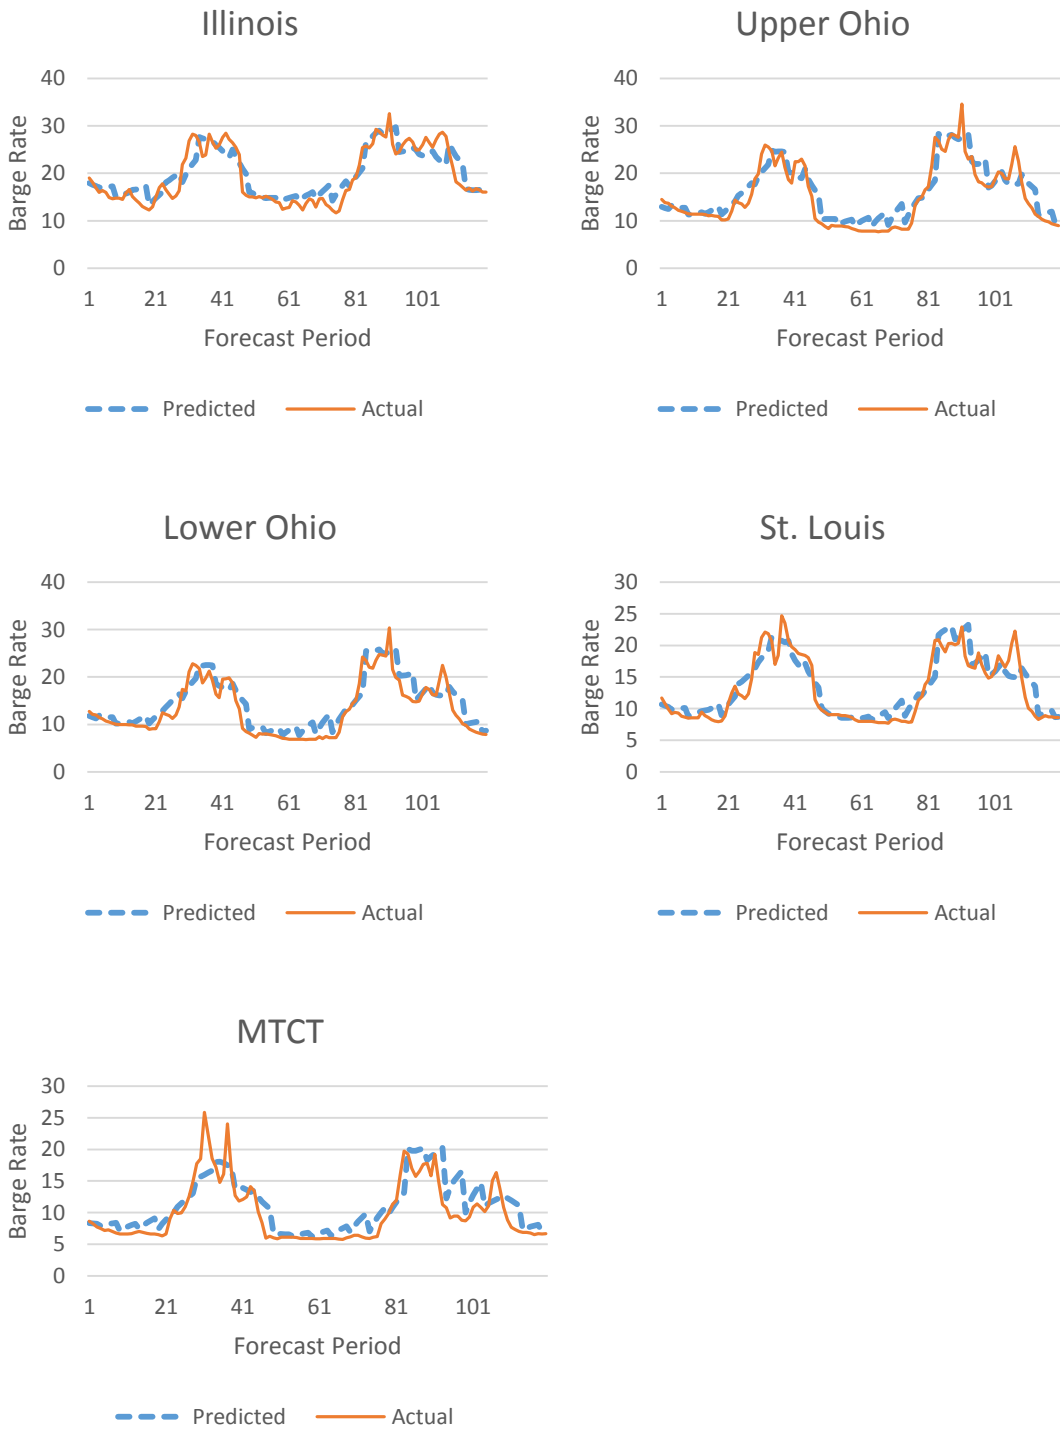 Illinois
Barge Rate
40
30
20
10
0
1 21 41 61 81 101
Forecast Period
Predicted Actual
Upper Ohio
Barge Rate
40
30
20
10
0
1 21 41 61 81 101
Forecast Period
Predicted Actual
Lower Ohio
Barge Rate
40
30
20
10
0
1 21 41 61 81 101
Forecast Period
Predicted Actual
St. Louis
Barge Rate
30
25
20
15
10
5
0
1 21 41 61 81 101
Forecast Period
Predicted Actual
MTCT
Barge Rate
30
25
20
15
10
5
0
1 21 41 61 81 101
Forecast Period
Predicted Actual